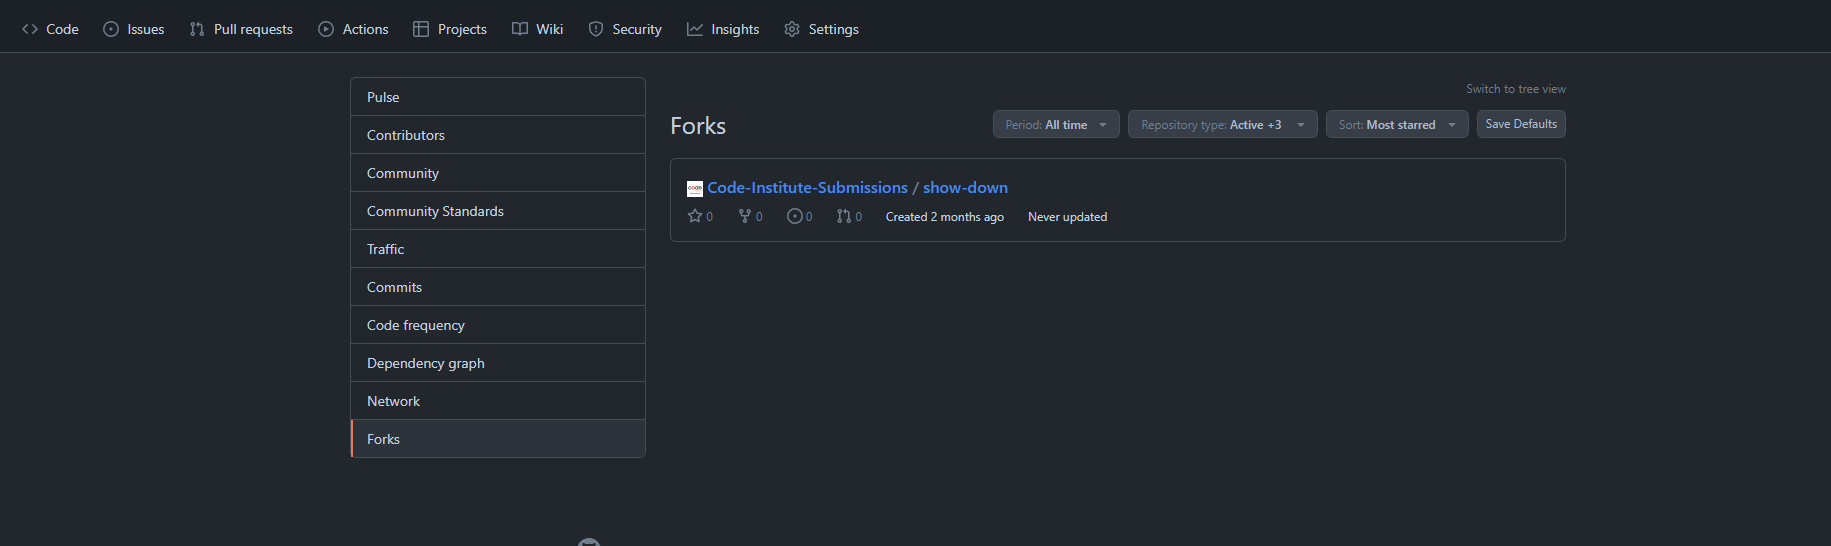 Code Issues Pull requests Actions Projects Wiki Security Insights Settings
Pulse
Contributors
Community
Community Standards
Traffic
Commits
Code frequency
Dependency graph
Network
Forks
Switch to tree view
Forks
Period: All time
Repository type: Active +3
Sort: Most starred
Save Defaults
code
Code-Institute-Submissions / show-down
0 0 0 0 Created 2 months ago Never updated